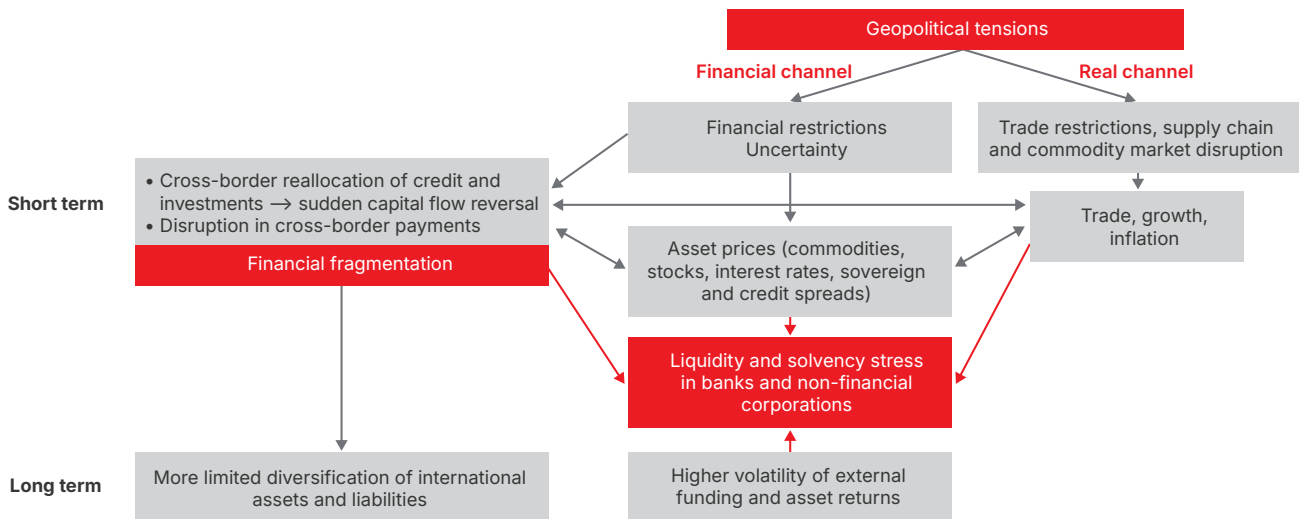 Geopolitical tensions
Financial channel
Real channel
Financial restrictions
Uncertainty
Trade restrictions, supply chain
and commodity market disruption
Short term
• Cross-border reallocation of credit and
investments → sudden capital flow reversal
• Disruption in cross-border payments
Financial fragmentation
Trade, growth,
inflation
Asset prices (commodities,
stocks, interest rates, sovereign
and credit spreads)
Liquidity and solvency stress
in banks and non-financial
corporations
Long term
More limited diversification of international
assets and liabilities
Higher volatility of external
funding and asset returns